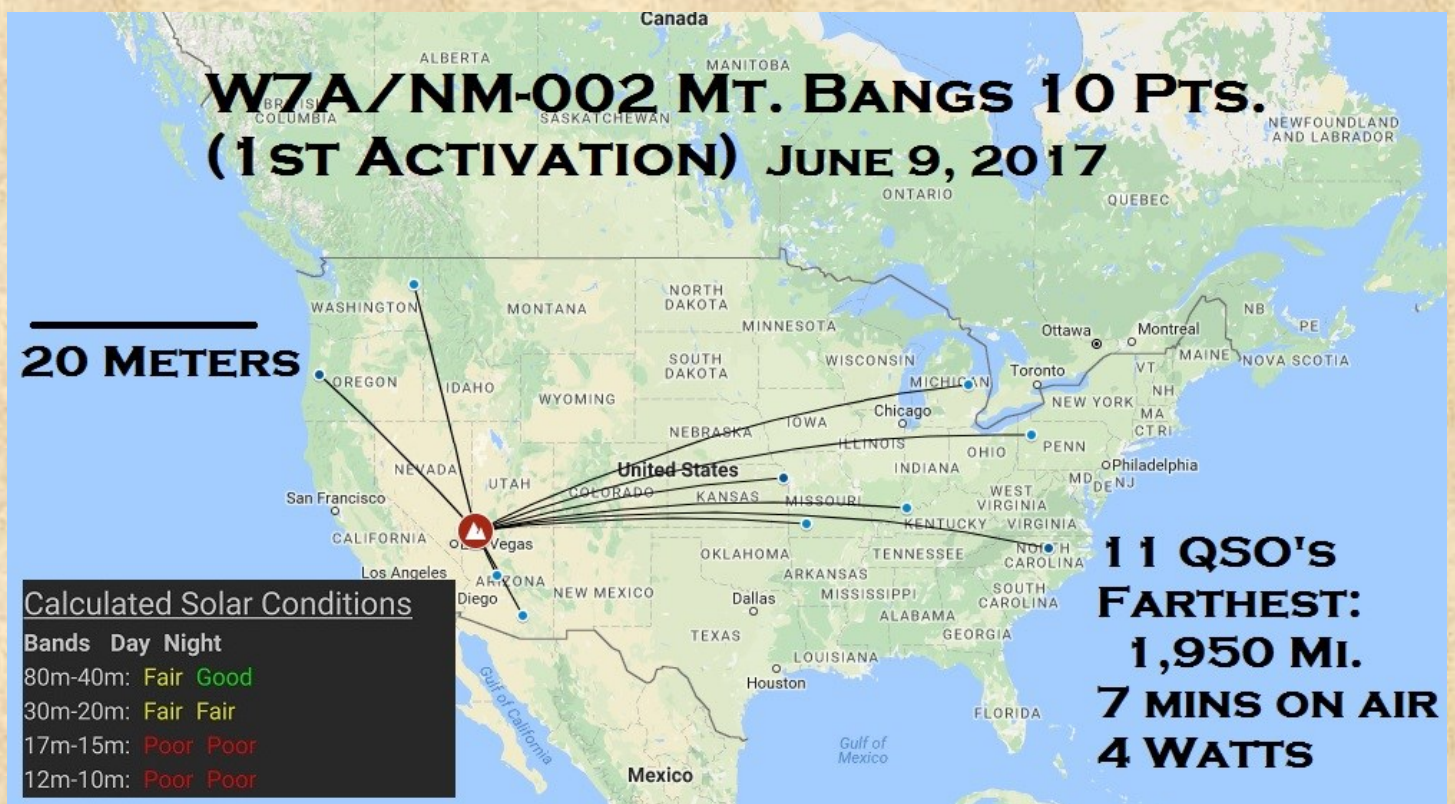 Canada
ALBERTA
MANITOBA
W7A/NM-002 MT. BANGS 10 PTS.
BRITISH
COLUMBIA
SASKATCHEWAN
NEWFOUNDLAND
AND LABRADOR
(1ST ACTIVATION) JUNE 9, 2017
ONTARIO
QUEBEC
WASHINGTON
MONTANA
NORTH
DAKOTA
MINNESOTA
Ottawa
Montreal
NB
PE
20 METERS
OREGON
IDAHO
SOUTH
DAKOTA
WISCONSIN
MICHIGAN
Toronto
VT
MAINE
NOVA SCOTIA
WYOMING
Chicago
NEW YORK
NH
MA
CT RI
NEBRASKA
IOWA
ILLINOIS
INDIANA
OHIO
PENN
Philadelphia
NEVADA
UTAH
United States
COLORADO
KANSAS
MISSOURI
WEST
VIRGINIA
MD
DE
NJ
San Francisco
KENTUCKY
VIRGINIA
CALIFORNIA
Vegas
OKLAHOMA
TENNESSEE
NORTH
CAROLINA
Los Angeles
ARIZONA
NEW MEXICO
ARKANSAS
MISSISSIPPI
SOUTH
CAROLINA
Diego
Dallas
ALABAMA
GEORGIA
TEXAS
LOUISIANA
Houston
FLORIDA
Gulf of California
Gulf of
Mexico
Mexico
11 QSO's
FARTHEST:
1,950 MI.
7 MINS ON AIR
4 WATTS
Calculated Solar Conditions
Bands Day Night
80m-40m: Fair Good
30m-20m: Fair Fair
17m-15m: Poor Poor
12m-10m: Poor Poor